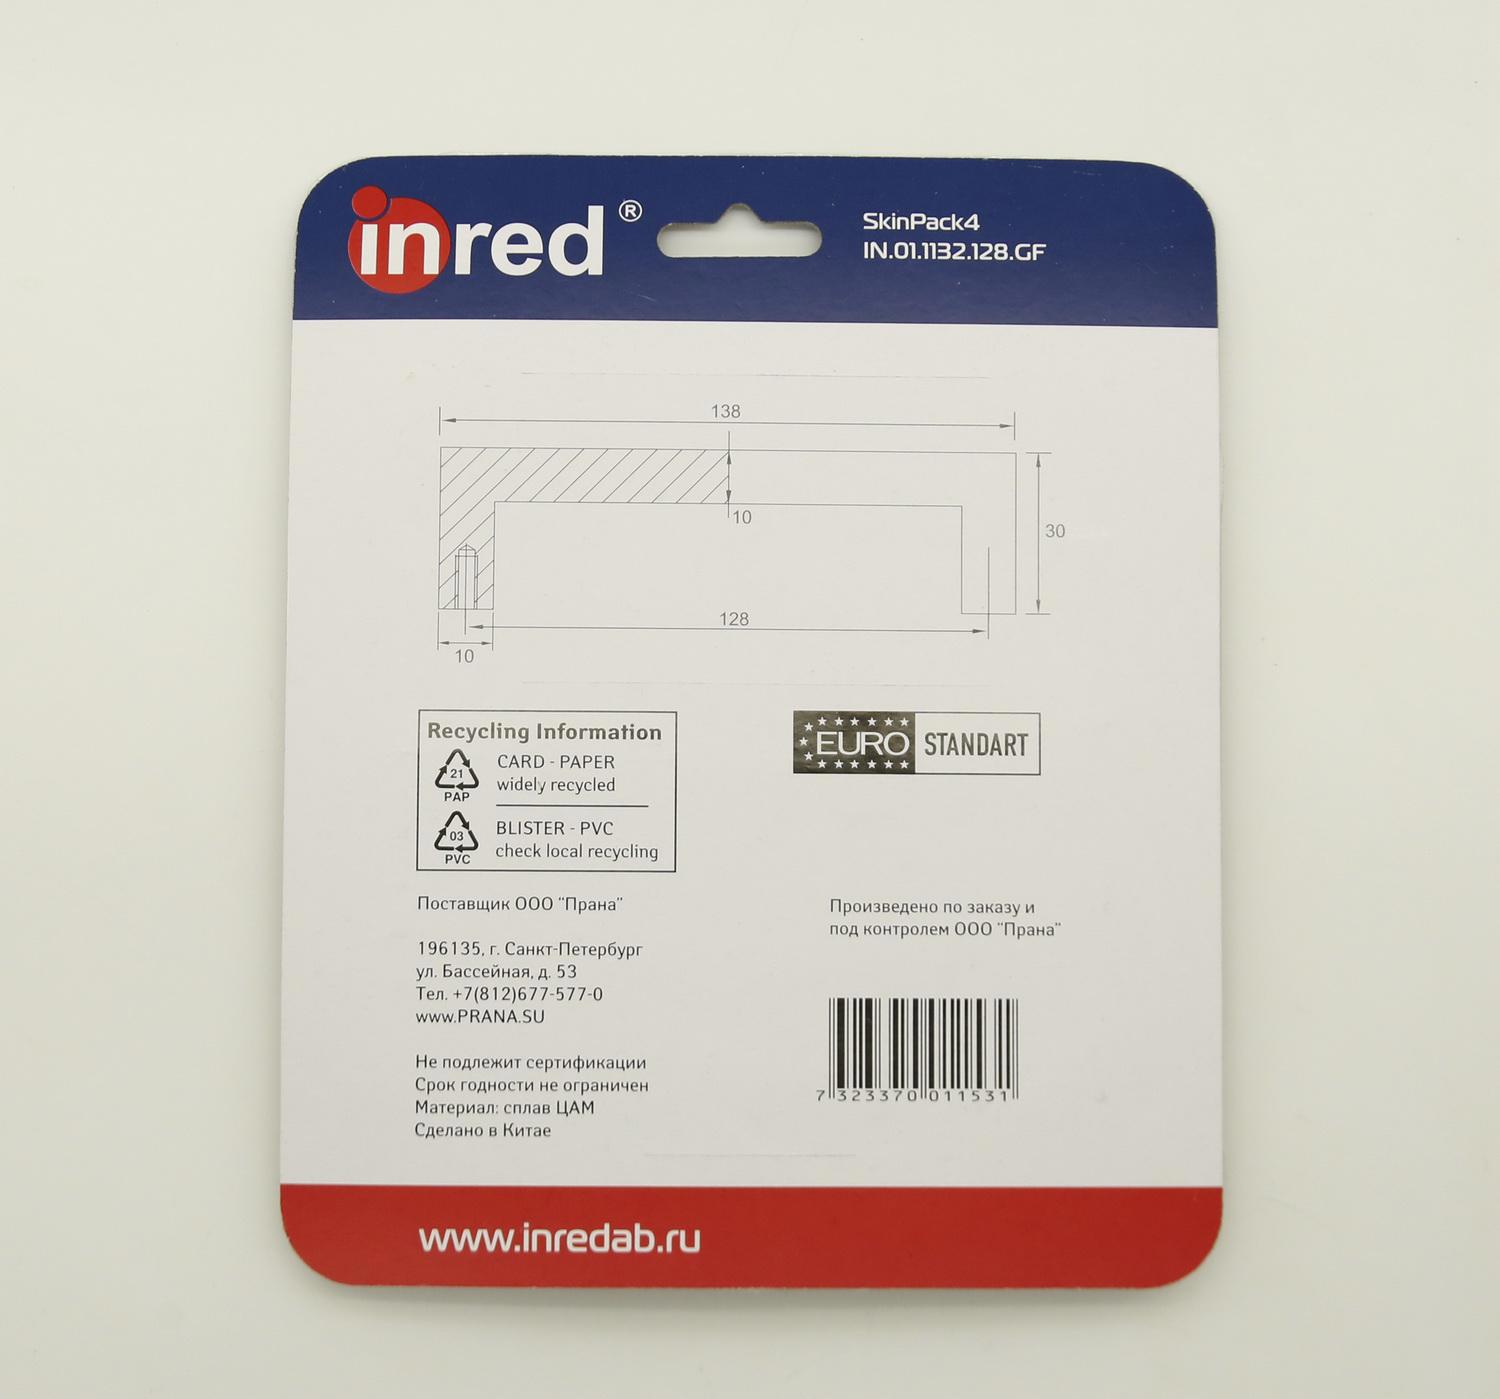 inred®
SkinPack4
IN.01.1132.128.GF
138
10
30
128
10
Recycling Information
21
PAP
CARD - PAPER
widely recycled
03
PVC
BLISTER - PVC
check local recycling
EURO STANDART
Поставщик ООО "Прана"
196135, г. Санкт-Петербург
ул. Бассейная, д. 53
Тел. +7(812)677-577-0
www.PRANA.SU
Не подлежит сертификации
Срок годности не ограничен
Материал: сплав ЦАМ
Сделано в Китае
Произведено по заказу и
под контролем ООО "Прана"
7 323370 011531
www.inredab.ru